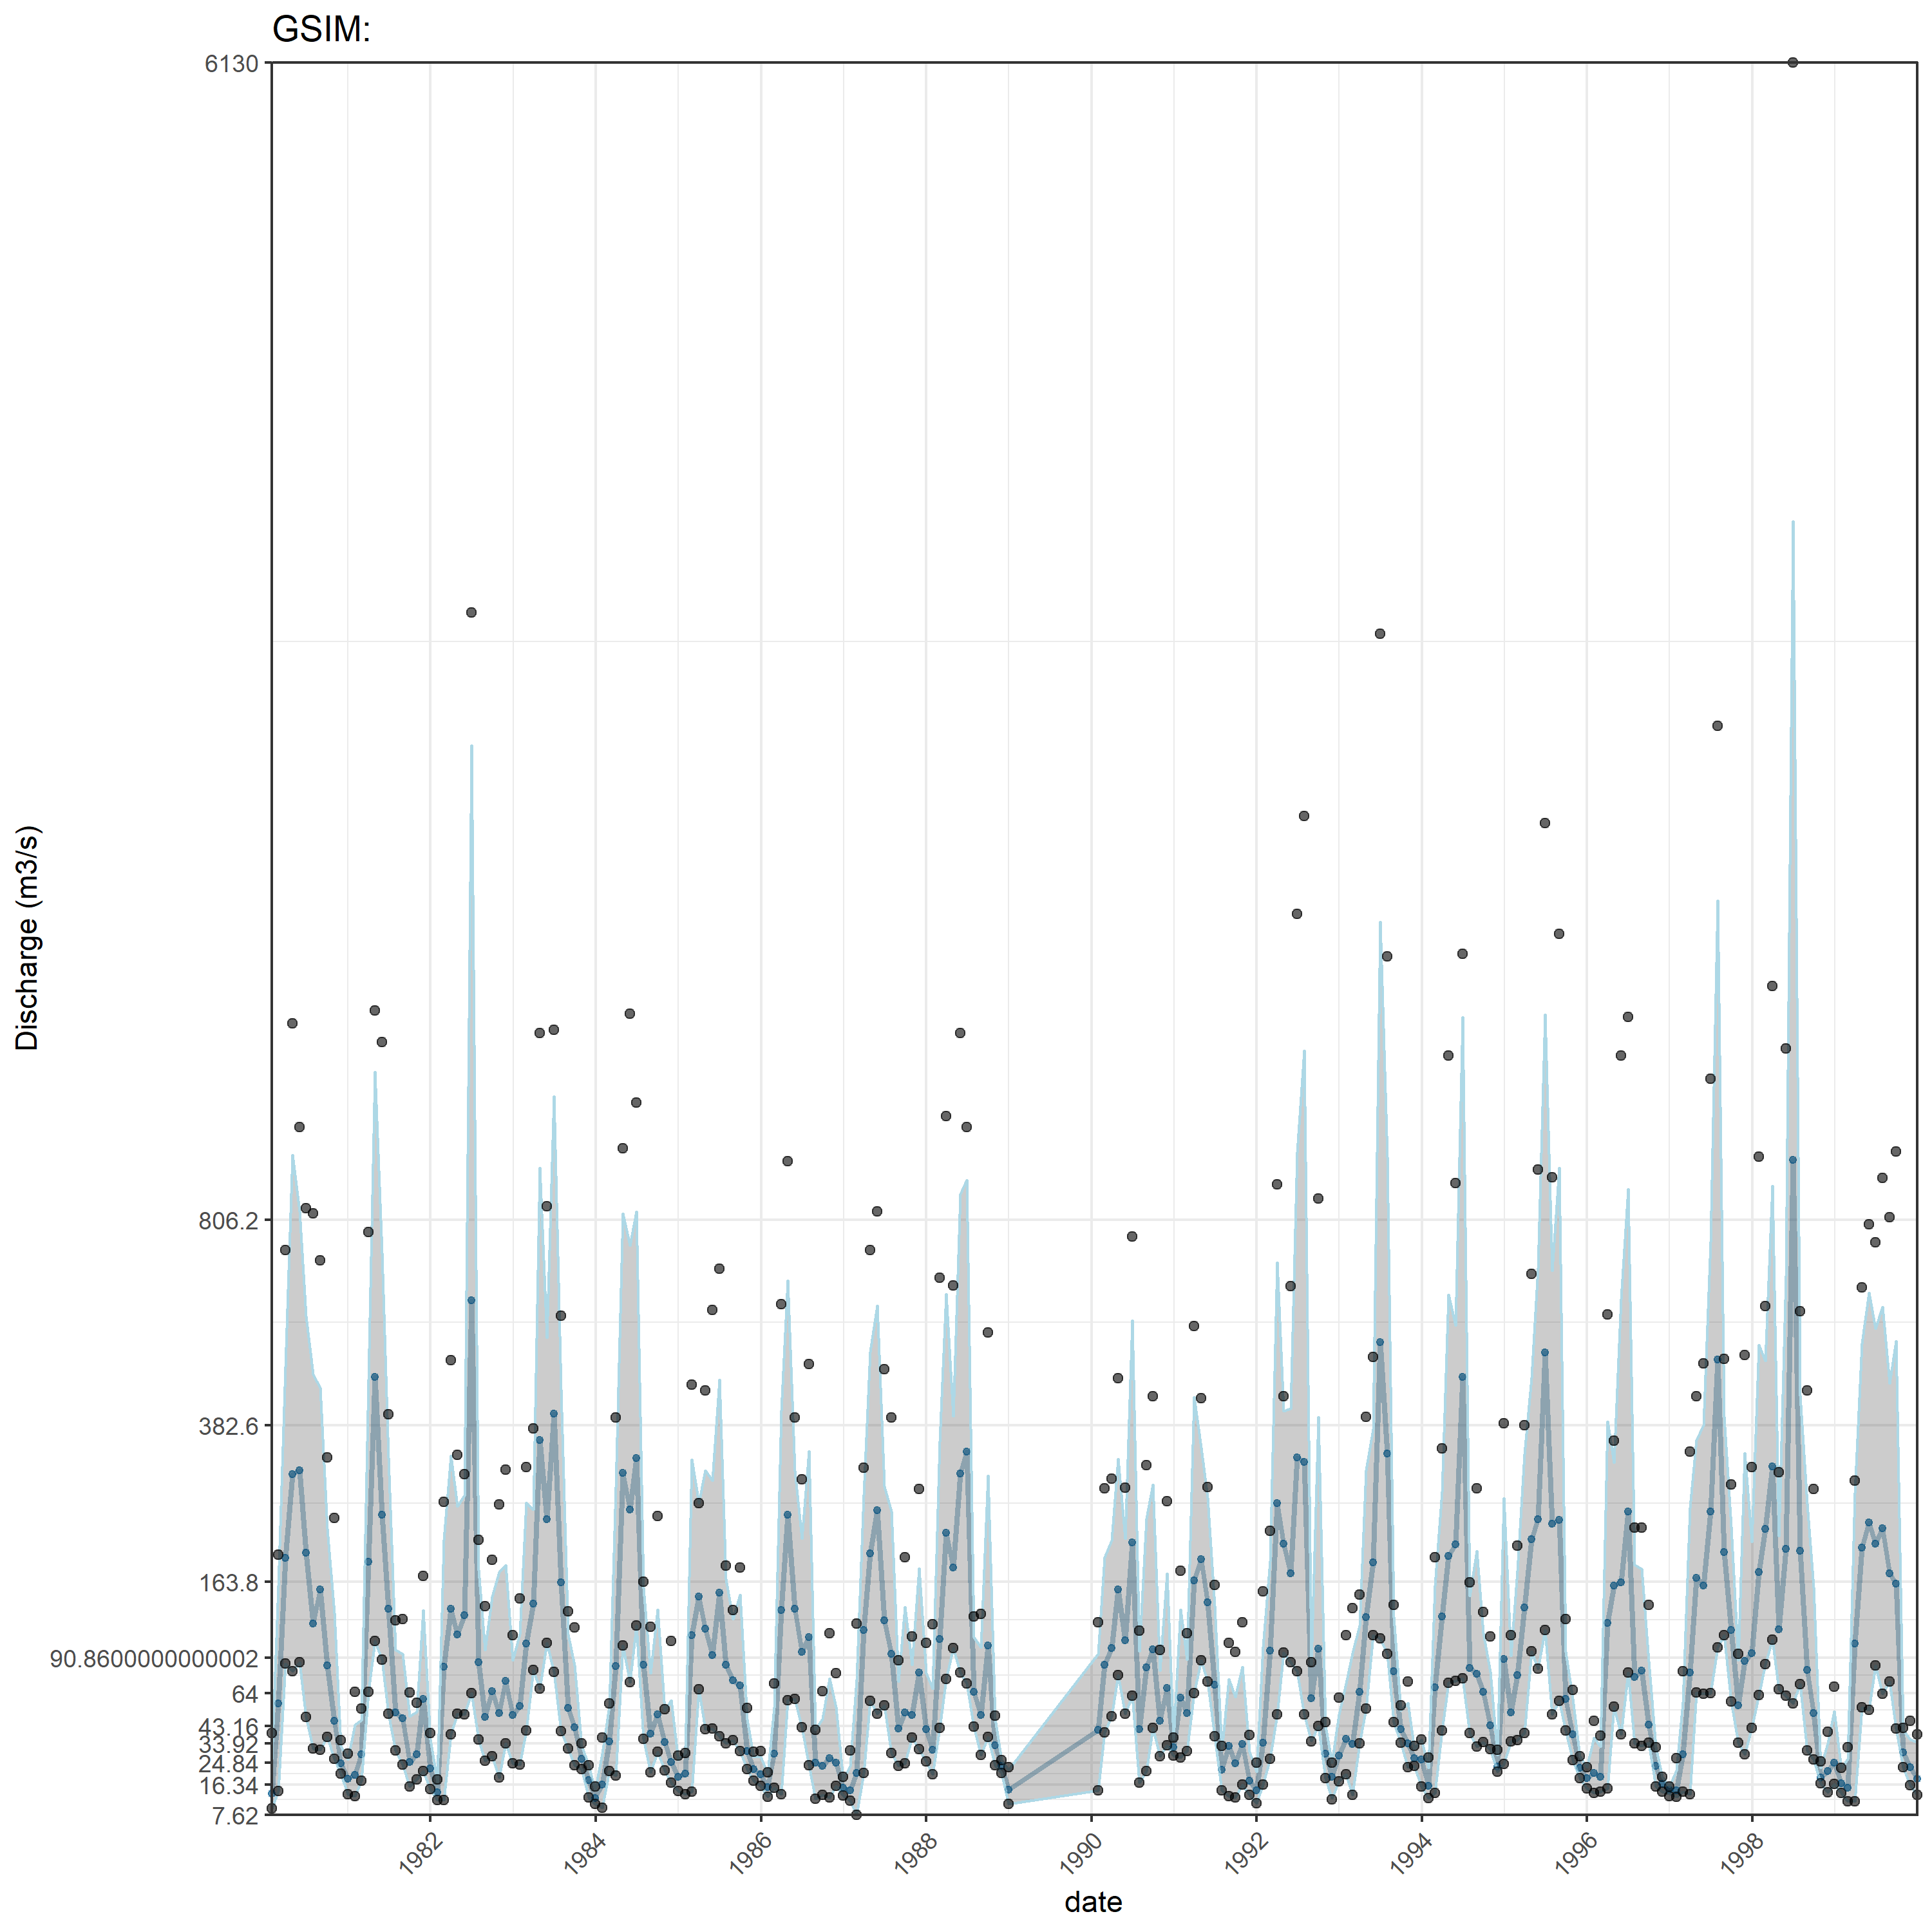 GSIM:
6130
806.2
382.6
163.8
90.8600000000002
64
43.16
33.92
24.84
16.34
7.62
Discharge (m3/s)
1982 1984 1986 1988 1990 1992 1994 1996 1998
date